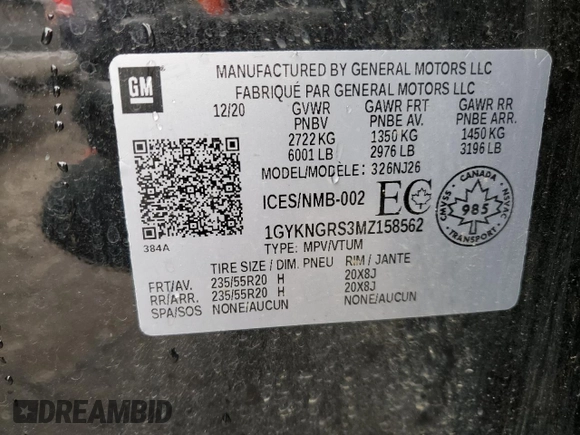 GM
MANUFACTURED BY GENERAL MOTORS LLC
FABRIQUÉ PAR GENERAL MOTORS LLC
12/20 GVWR GAWR FRT GAWR RR
PNBV PNBE AV. PNBE ARR.
2722 KG 1350 KG 1450 KG
6001 LB 2976 LB 3196 LB
MODEL/MODÈLE: 326NJ26
ICES/NMB-002 EC
CANADA
SVAC NSVAC
985
TRANSPORT
384A
1GYKNGRS3MZ158562
TYPE: MPV/VTUM
TIRE SIZE / DIM. PNEU RIM / JANTE
FRT/AV. 235/55R20 H 20X8J
RR/ARR. 235/55R20 H 20X8J
SPA/SOS NONE/AUCUN NONE/AUCUN
DREAMBID